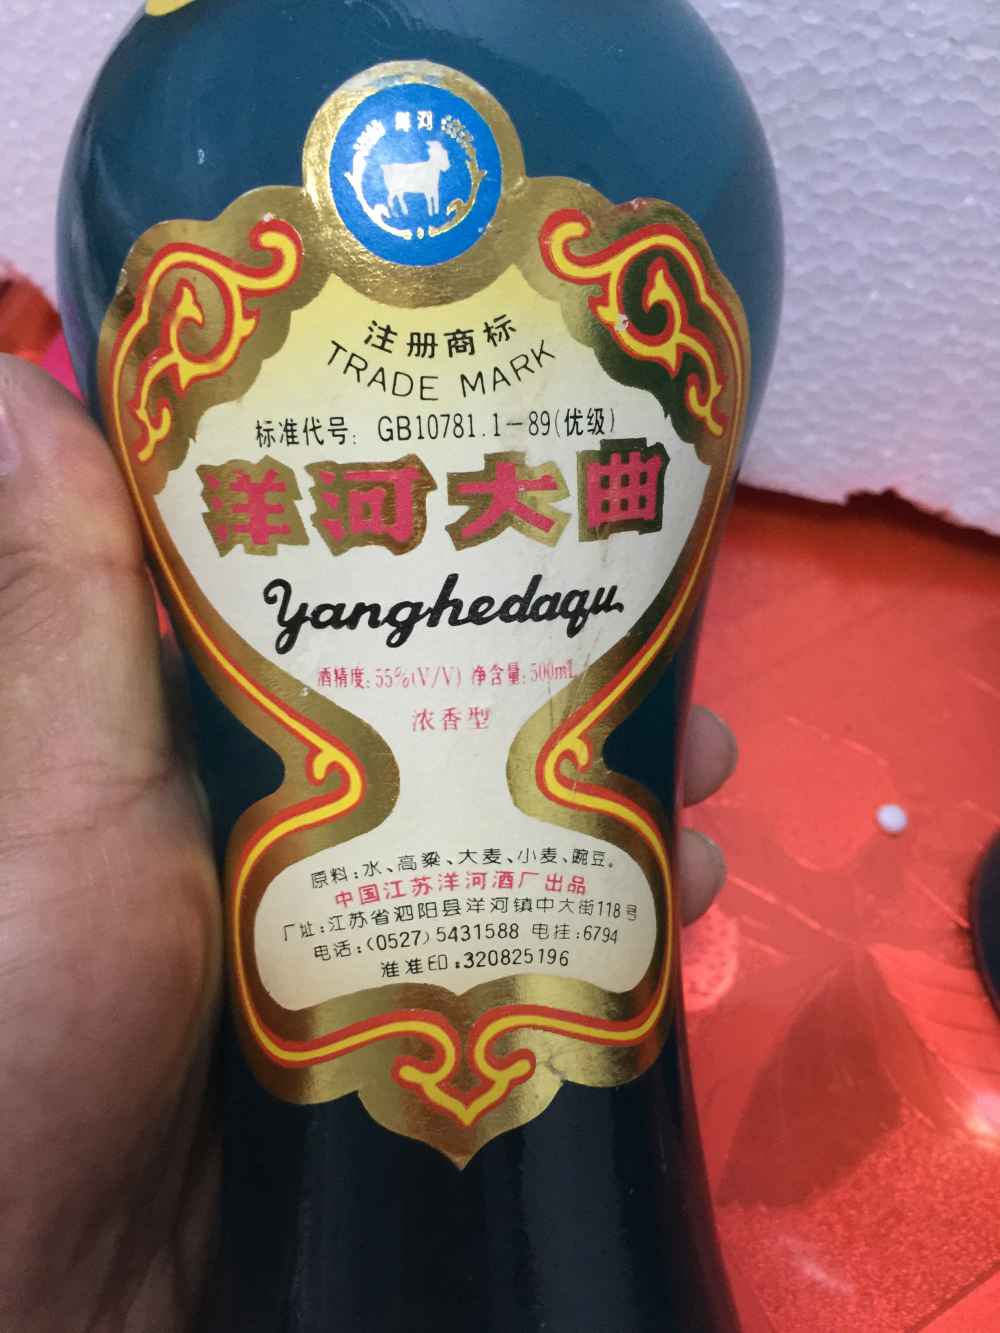 洋河
注册商标
TRADE MARK
标准代号：GB10781.1-89(优级)
洋河大曲
Yanghedaqu
酒精度:55%(V/V) 净含量:500mL
浓香型
原料:水、高粱、大麦、小麦、豌豆。
中国江苏洋河酒厂出品
厂址:江苏省泗阳县洋河镇中大街118号
电话:(0527)5431588 电挂:6794
淮准印:320825196